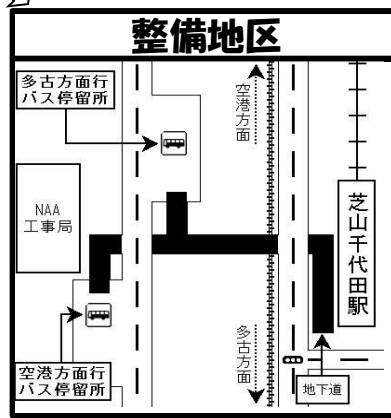 整備地区
多古方面行
バス停留所
空港方面
NAA
工事局
芝山千代田駅
多古方面
空港方面行
バス停留所
地下道